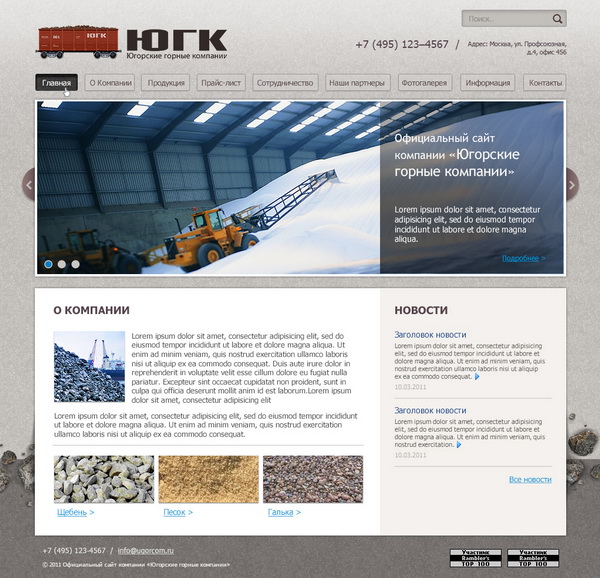 Поиск...
ЮГК
ЮГК
Югорские горные компании
+7 (495) 123–4567 / Адрес: Москва, ул. Профсоюзная,
д.4, офис 456
Главная
О Компании
Продукция
Прайс-лист
Сотрудничество
Наши партнеры
Фотогалерея
Информация
Контакты
Официальный сайт
компании «Югорские
горные компании»
Lorem ipsum dolor sit amet, consectetur
adipisicing elit, sed do eiusmod tempor
incididunt ut labore et dolore magna
aliqua.
Подробнее >
О КОМПАНИИ
Lorem ipsum dolor sit amet, consectetur adipisicing elit, sed do
eiusmod tempor incididunt ut labore et dolore magna aliqua. Ut
enim ad minim veniam, quis nostrud exercitation ullamco laboris
nisi ut aliquip ex ea commodo consequat. Duis aute irure dolor in
reprehenderit in voluptate velit esse cillum dolore eu fugiat nulla
pariatur. Excepteur sint occaecat cupidatat non proident, sunt in
culpa qui officia deserunt mollit anim id est laborum.Lorem ipsum
dolor sit amet, consectetur adipisicing elit
Lorem ipsum dolor sit amet, consectetur adipisicing elit, sed do
eiusmod tempor incididunt ut labore et dolore magna aliqua.
Ut enim ad minim veniam, quis nostrud exercitation ullamco
laboris nisi ut aliquip ex ea commodo consequat.
Щебень >
Песок >
Галька >
НОВОСТИ
Заголовок новости
Lorem ipsum dolor sit amet, consectetur
adipisicing elit, sed do eiusmod tempor
incididunt ut labore et dolore magna aliqua.
Ut enim ad minim veniam, quis nostrud
exercitation ullamco laboris nisi ut aliquip
ex ea commodo consequat.
10.03.2011
Заголовок новости
Lorem ipsum dolor sit amet, consectetur
adipisicing elit, sed do eiusmod tempor
incididunt ut labore et dolore magna aliqua.
Ut enim ad minim veniam, quis nostrud
exercitation.
10.03.2011
Все новости
+7 (495) 123-4567 / info@ugorcom.ru
© 2011 Официальный сайт компании «Югорские горные компании»
Участник
Rambler's
TOP 100
Участник
Rambler's
TOP 100